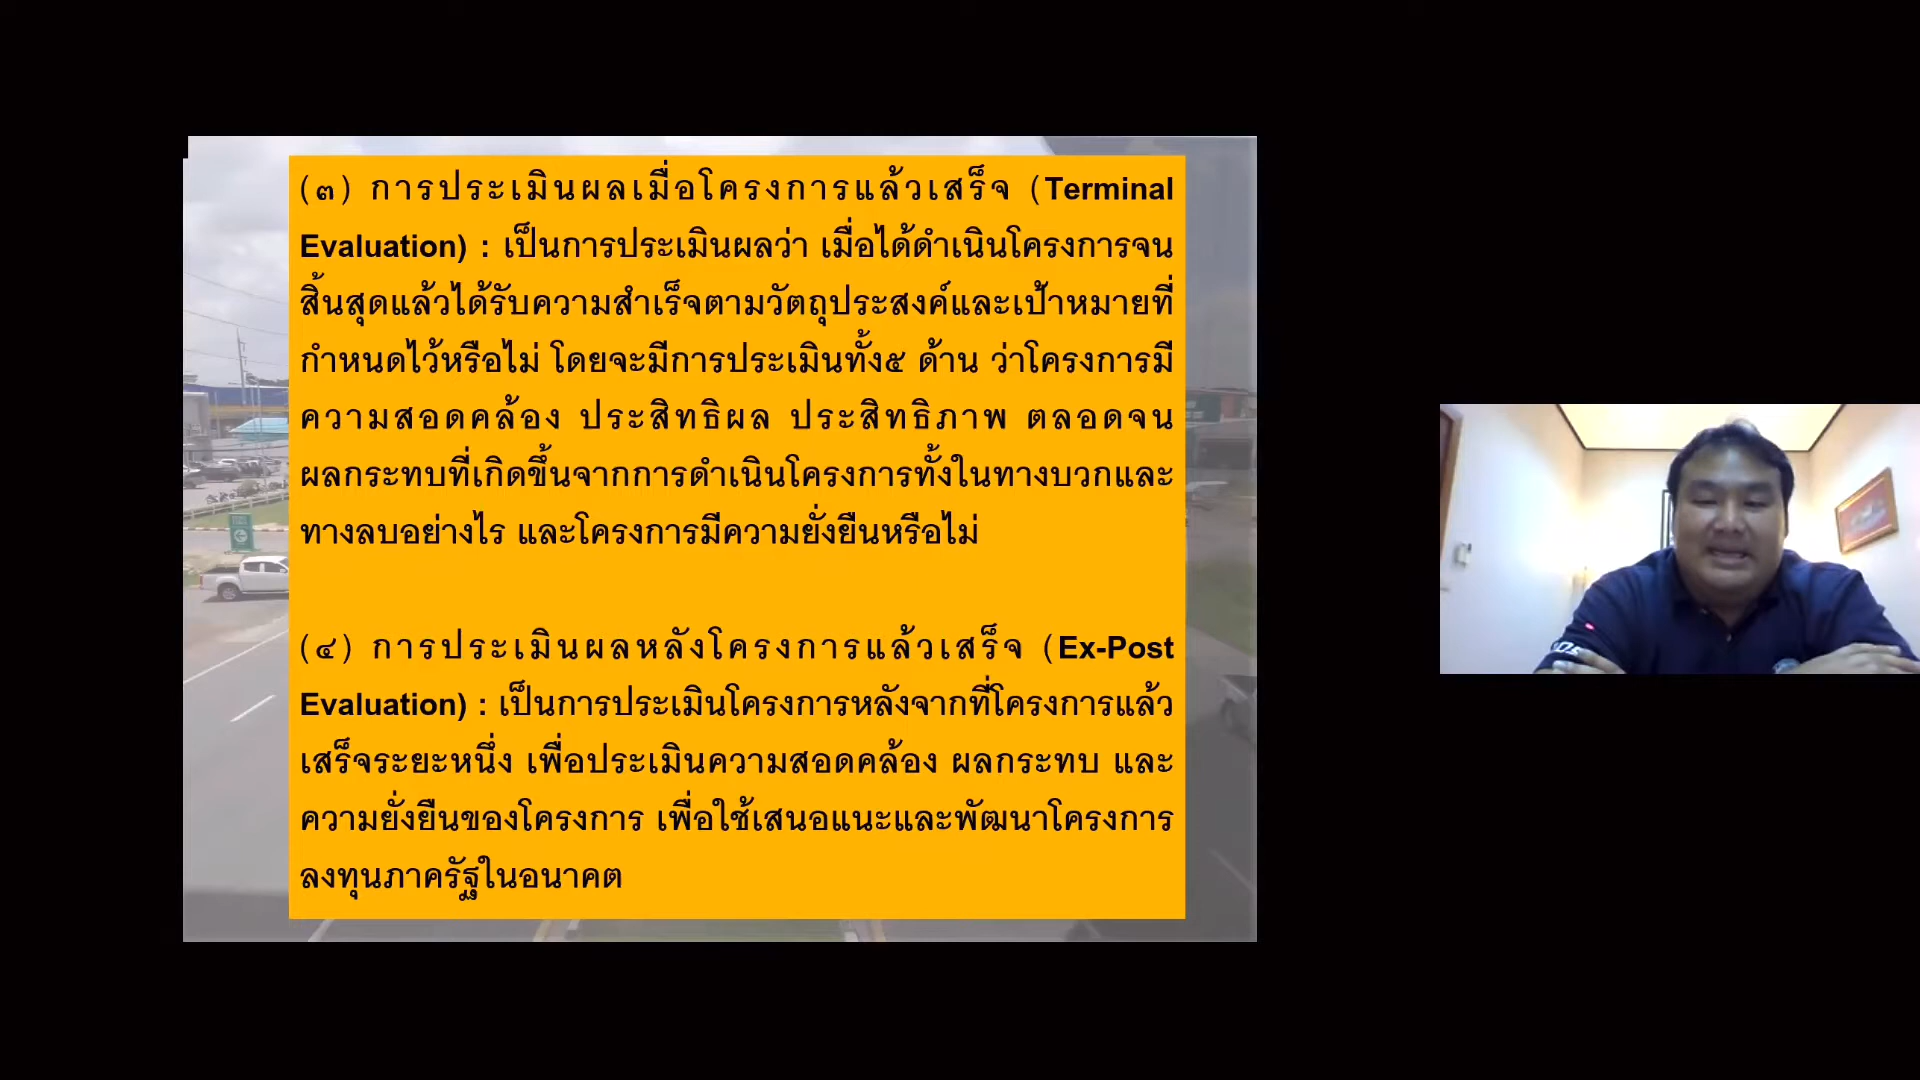 (๓) การประเมินผลเมื่อโครงการแล้วเสร็จ (Terminal
Evaluation) : เป็นการประเมินผลว่า เมื่อได้ดำเนินโครงการจน
สิ้นสุดแล้วได้รับความสำเร็จตามวัตถุประสงค์และเป้าหมายที่
กำหนดไว้หรือไม่ โดยจะมีการประเมินทั้ง๕ ด้าน ว่าโครงการมี
ความสอดคล้อง ประสิทธิผล ประสิทธิภาพ ตลอดจน
ผลกระทบที่เกิดขึ้นจากการดำเนินโครงการทั้งในทางบวกและ
ทางลบอย่างไร และโครงการมีความยั่งยืนหรือไม่
(๔) การประเมินผลหลังโครงการแล้วเสร็จ (Ex-Post
Evaluation) : เป็นการประเมินโครงการหลังจากที่โครงการแล้ว
เสร็จระยะหนึ่ง เพื่อประเมินความสอดคล้อง ผลกระทบ และ
ความยั่งยืนของโครงการ เพื่อใช้เสนอแนะและพัฒนาโครงการ
ลงทุนภาครัฐในอนาคต